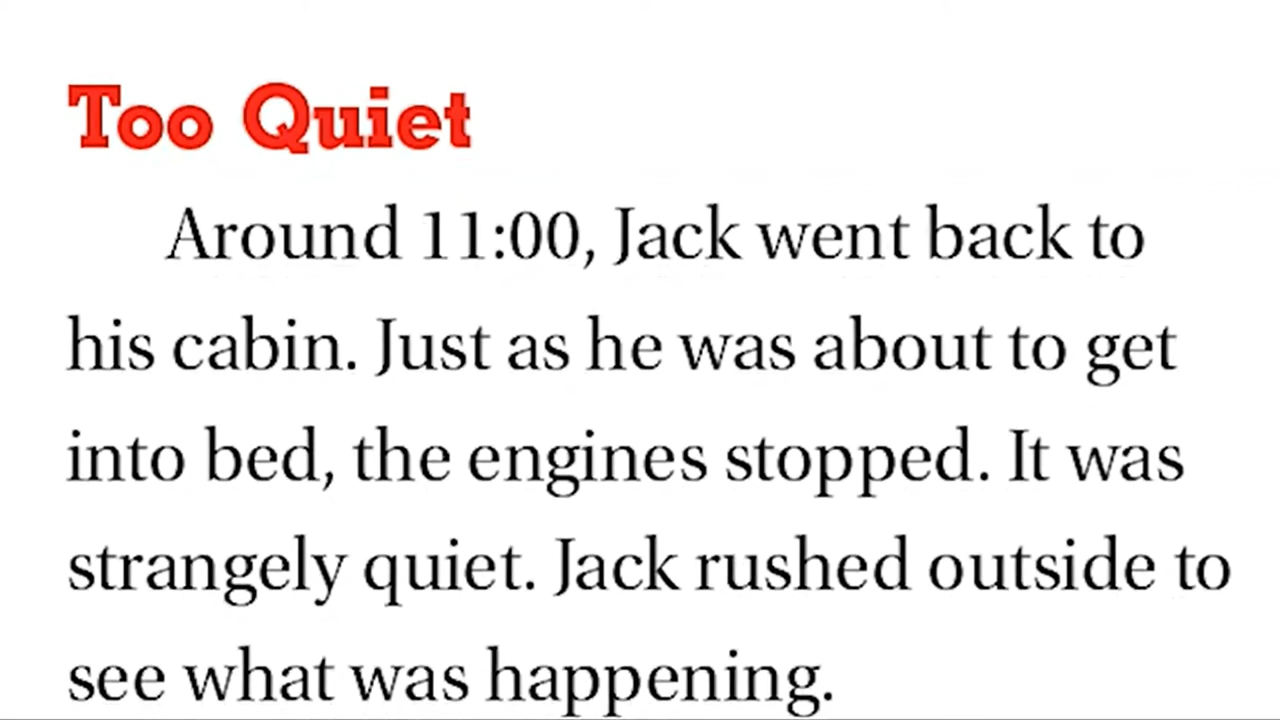 Too Quiet
Around 11:00, Jack went back to
his cabin. Just as he was about to get
into bed, the engines stopped. It was
strangely quiet. Jack rushed outside to
see what was happening.